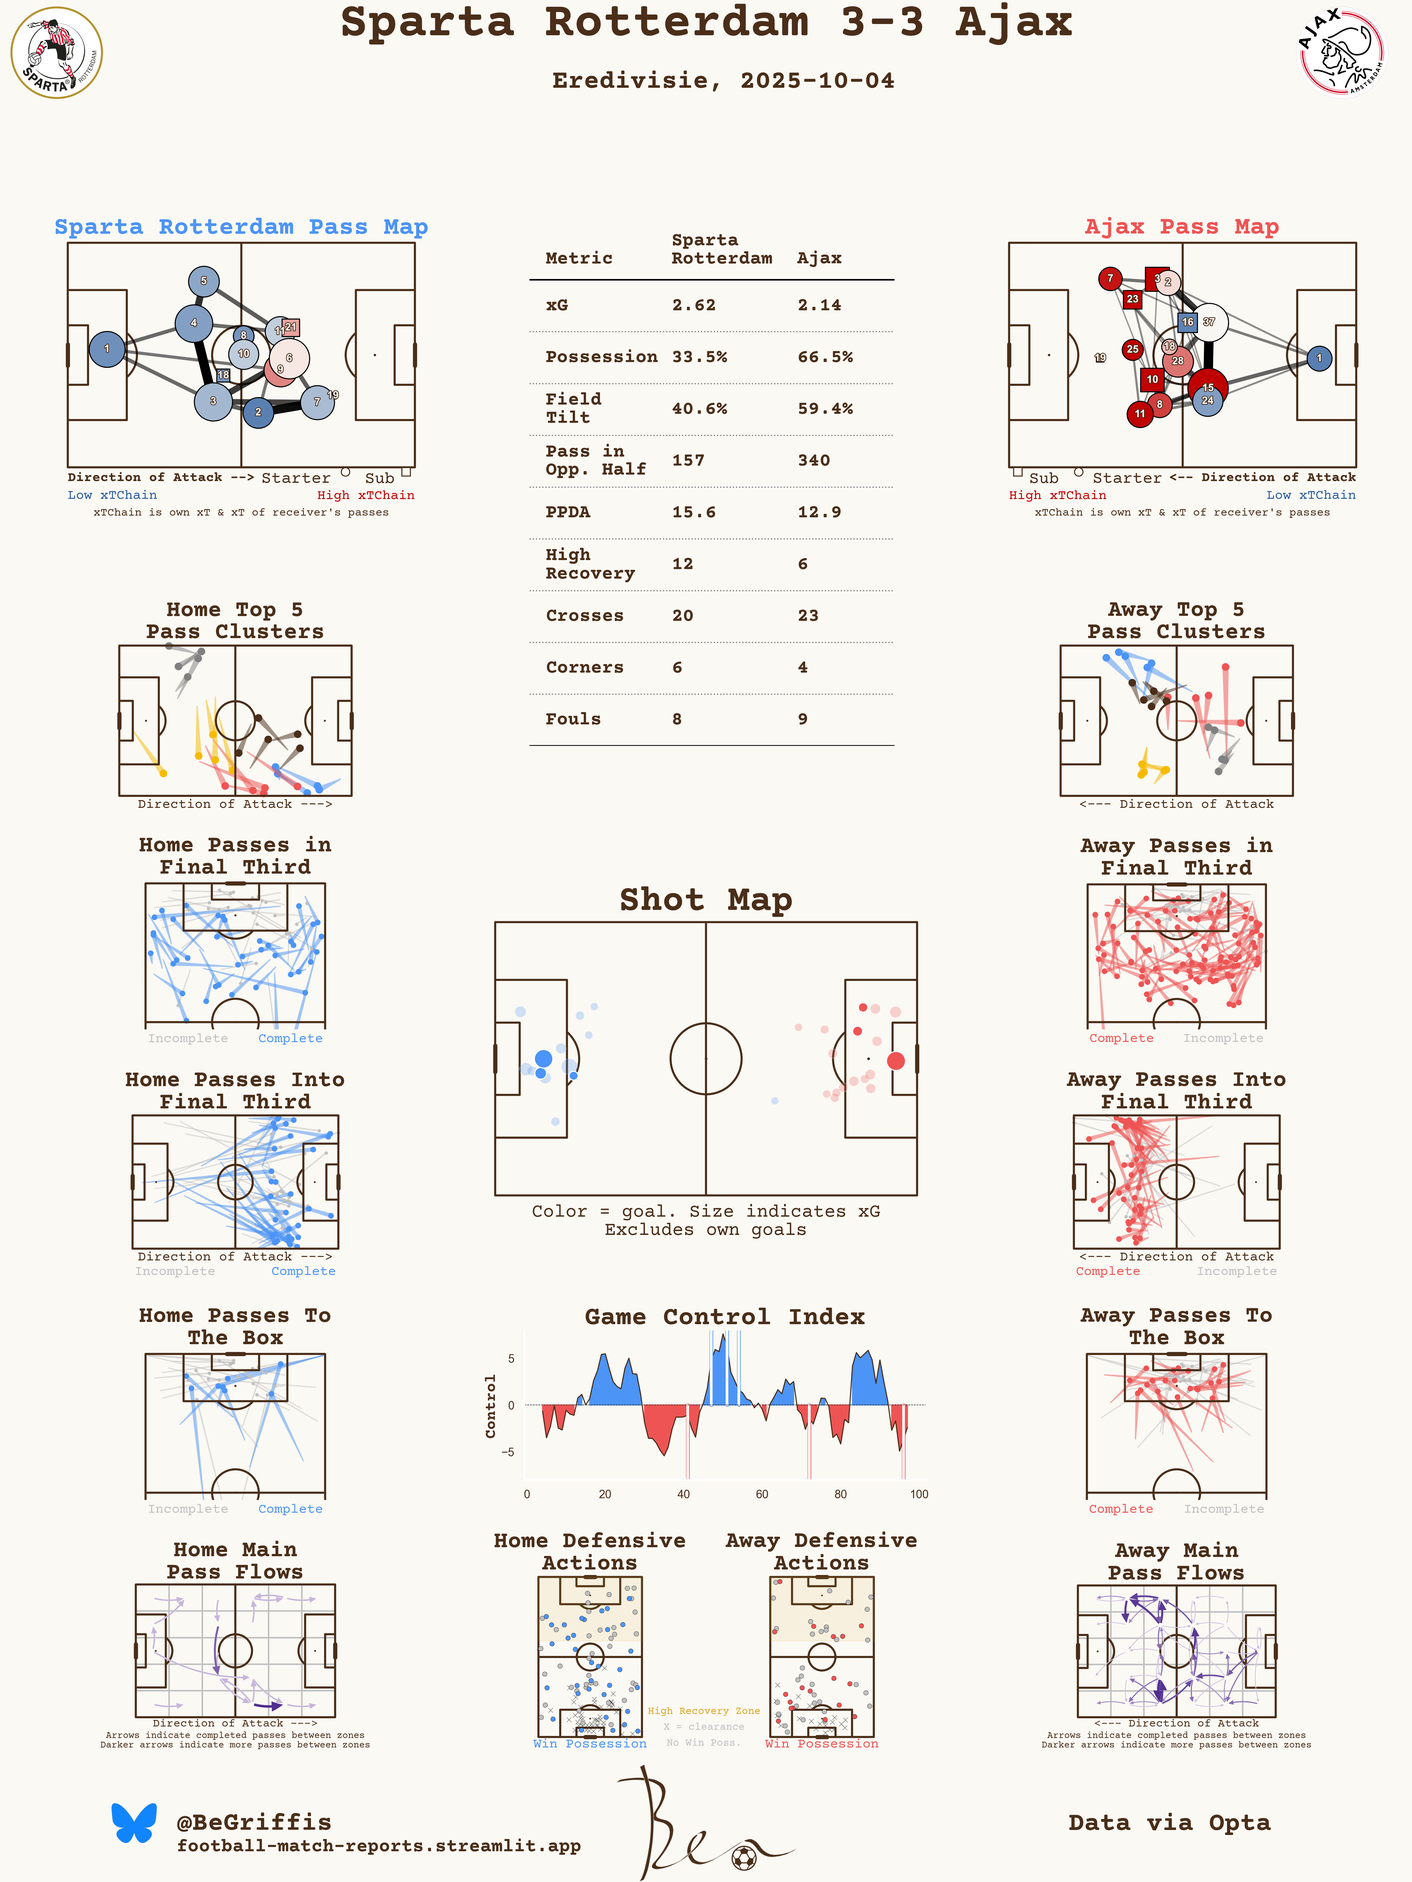 Sparta Rotterdam 3-3 Ajax
Eredivisie, 2025-10-04
SPARTA
ROTTERDAM
AJAX
AMSTERDAM
Sparta Rotterdam Pass Map
1
5
4
3
8
10
18
11
21
6
9
2
7
19
Direction of Attack --> Starter Sub
Low xTChain High xTChain
xTChain is own xT & xT of receiver's passes
Metric Sparta Rotterdam Ajax
xG 2.62 2.14
Possession 33.5% 66.5%
Field Tilt 40.6% 59.4%
Pass in Opp. Half 157 340
PPDA 15.6 12.9
High Recovery 12 6
Crosses 20 23
Corners 6 4
Fouls 8 9
Ajax Pass Map
7
3
2
23
16
37
19
25
18
28
1
10
15
11
8
24
Sub Starter <-- Direction of Attack
High xTChain Low xTChain
xTChain is own xT & xT of receiver's passes
Home Top 5
Pass Clusters
Direction of Attack --->
Away Top 5
Pass Clusters
<--- Direction of Attack
Home Passes in
Final Third
Incomplete Complete
Away Passes in
Final Third
Complete Incomplete
Shot Map
Color = goal. Size indicates xG
Excludes own goals
Home Passes Into
Final Third
Direction of Attack --->
Incomplete Complete
Away Passes Into
Final Third
<--- Direction of Attack
Complete Incomplete
Home Passes To
The Box
Incomplete Complete
Game Control Index
Control
5
0
−5
0 20 40 60 80 100
Away Passes To
The Box
Complete Incomplete
Home Main
Pass Flows
Direction of Attack --->
Arrows indicate completed passes between zones
Darker arrows indicate more passes between zones
Home Defensive
Actions
Win Possession
Away Defensive
Actions
Win Possession
High Recovery Zone
X = clearance
No Win Poss.
Away Main
Pass Flows
<--- Direction of Attack
Arrows indicate completed passes between zones
Darker arrows indicate more passes between zones
@BeGriffis
football-match-reports.streamlit.app
Ben
Data via Opta